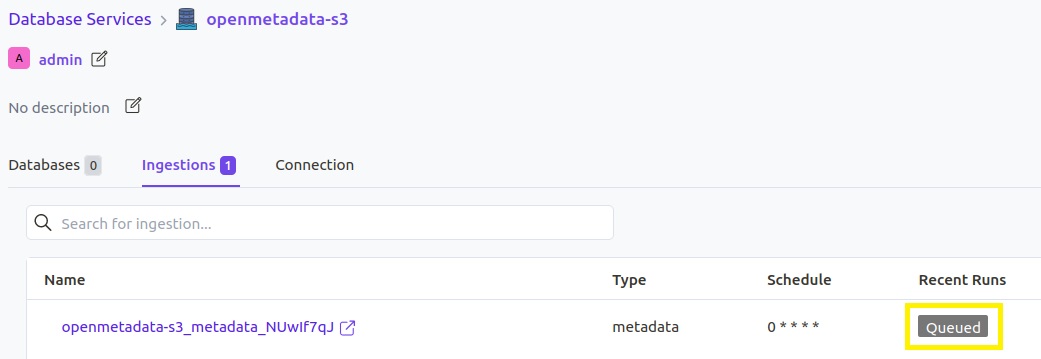 Database Services > openmetadata-s3
A admin
No description
Databases 0 Ingestions 1 Connection
Search for ingestion...
Name Type Schedule Recent Runs
openmetadata-s3_metadata_NUwIf7qJ metadata 0 * * * * Queued